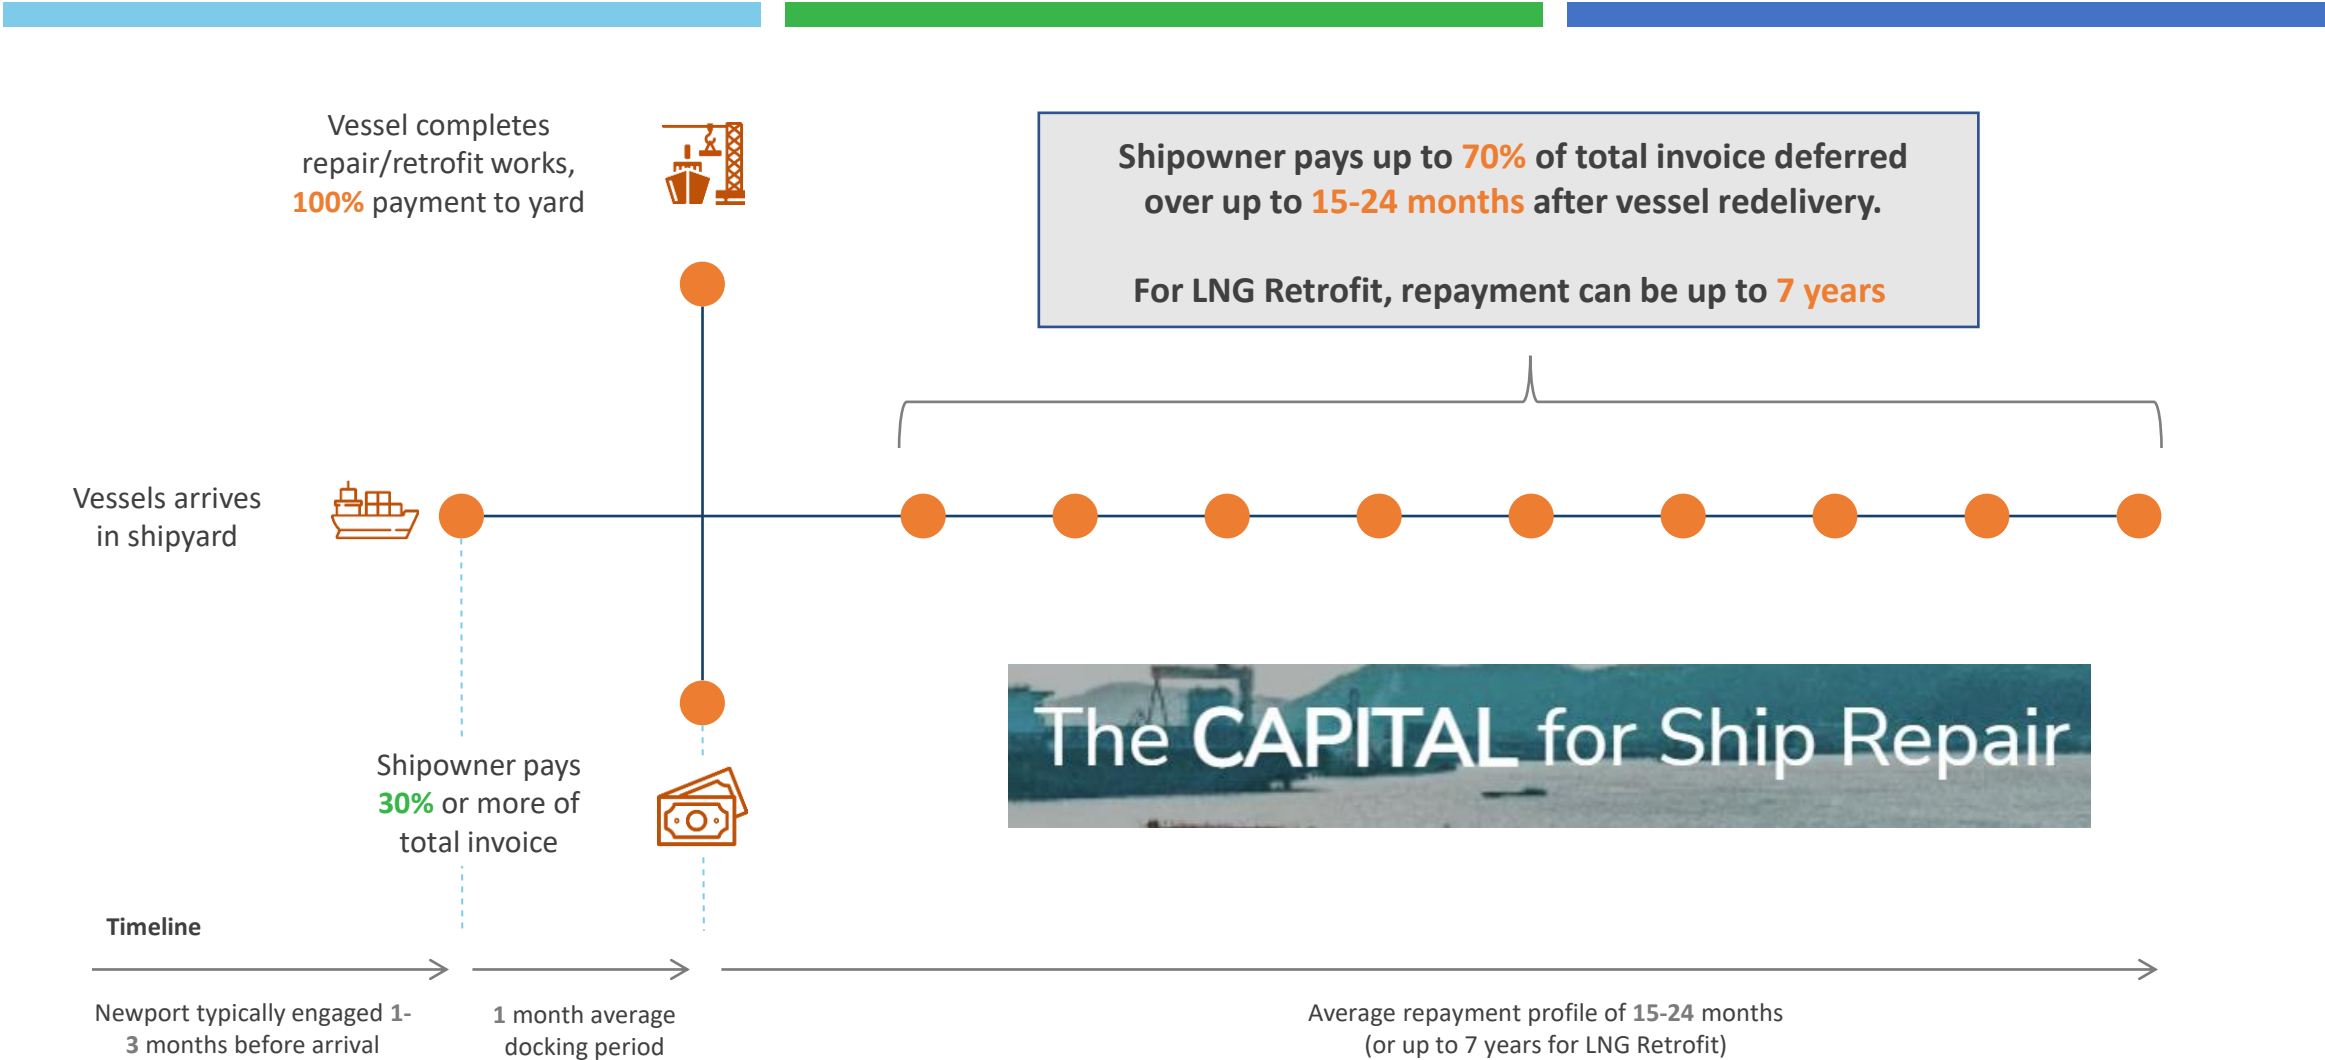 Vessel completes
repair/retrofit works,
100% payment to yard
Shipowner pays up to 70% of total invoice deferred
over up to 15-24 months after vessel redelivery.
For LNG Retrofit, repayment can be up to 7 years
Vessels arrives
in shipyard
Shipowner pays
30% or more of
total invoice
The CAPITAL for Ship Repair
Timeline
Newport typically engaged 1-
3 months before arrival
1 month average
docking period
Average repayment profile of 15-24 months
(or up to 7 years for LNG Retrofit)